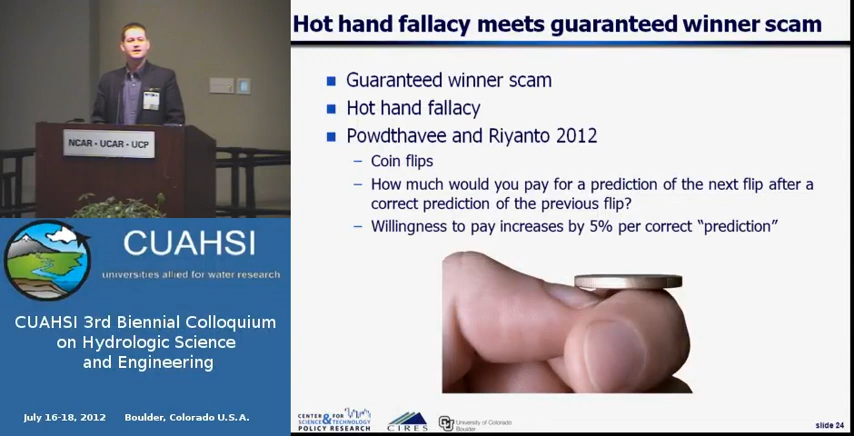 Hot hand fallacy meets guaranteed winner scam
Guaranteed winner scam
Hot hand fallacy
Powdthavee and Riyanto 2012
– Coin flips
– How much would you pay for a prediction of the next flip after a
correct prediction of the previous flip?
– Willingness to pay increases by 5% per correct “prediction”
NCAR • UCAR • UCP
CUAHSI
universities allied for water research
CUAHSI 3rd Biennial Colloquium
on Hydrologic Science
and Engineering
July 16-18, 2012 Boulder, Colorado U.S.A.
CENTER FOR
SCIENCE & TECHNOLOGY
POLICY RESEARCH
CIRES
CU
University of Colorado
Boulder
slide 24